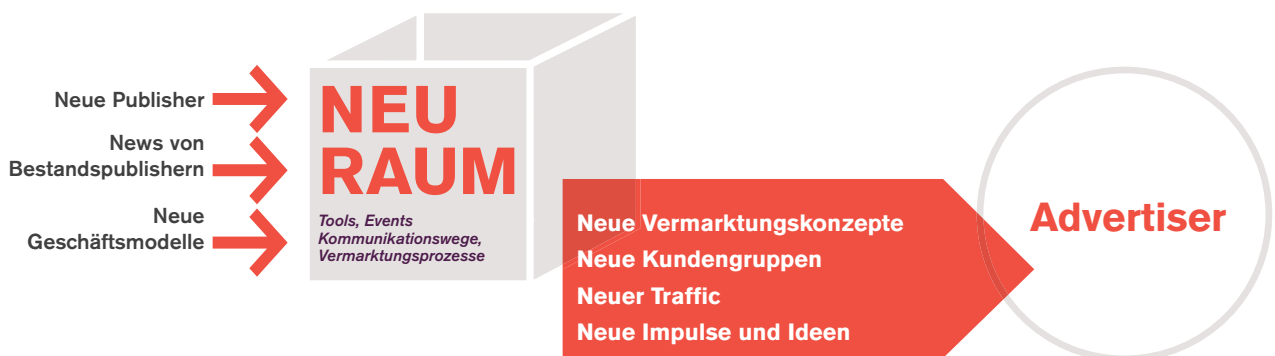 Neue Publisher
News von
Bestandspublishern
Neue
Geschäftsmodelle
NEU
RAUM
Tools, Events
Kommunikationswege,
Vermarktungsprozesse
Neue Vermarktungskonzepte
Neue Kundengruppen
Neuer Traffic
Neue Impulse und Ideen
Advertiser